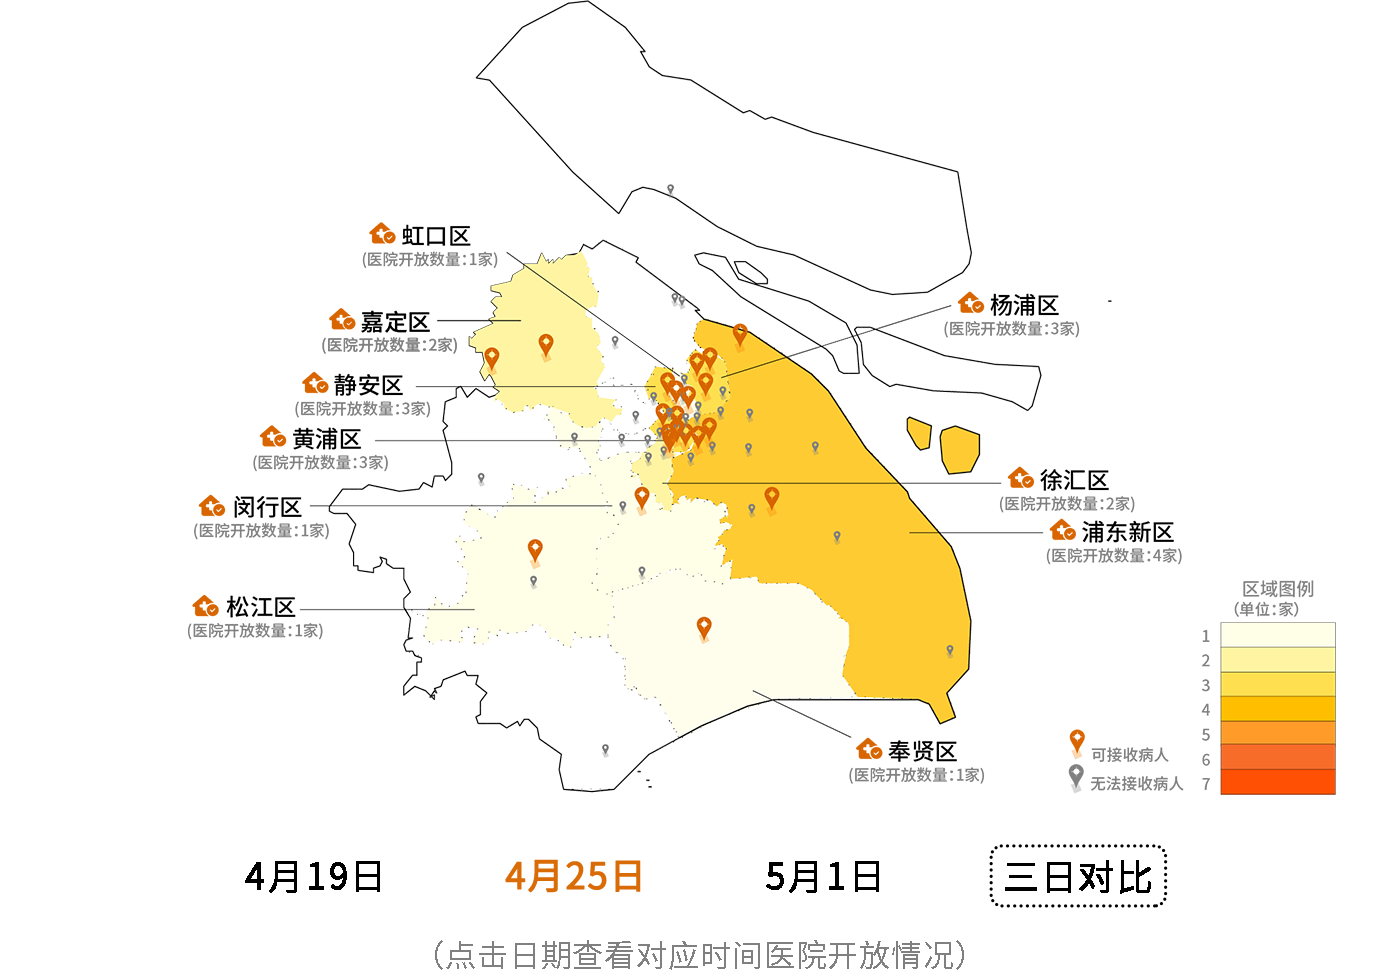 虹口区
(医院开放数量:1家)
杨浦区
(医院开放数量:3家)
嘉定区
(医院开放数量:2家)
静安区
(医院开放数量:3家)
黄浦区
(医院开放数量:3家)
徐汇区
(医院开放数量:2家)
闵行区
(医院开放数量:1家)
浦东新区
(医院开放数量:4家)
松江区
(医院开放数量:1家)
奉贤区
(医院开放数量:1家)
区域图例
(单位:家)
1
2
3
4
5
6
7
可接收病人
无法接收病人
4月19日 4月25日 5月1日 三日对比
(点击日期查看对应时间医院开放情况)